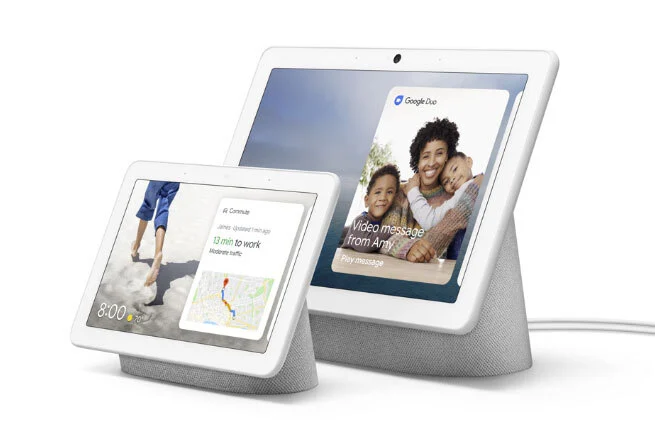 Google Duo
Video message
from Amy
Play message
Commute
James. Updated 1 min ago
13 min to work
Moderate traffic
8:00